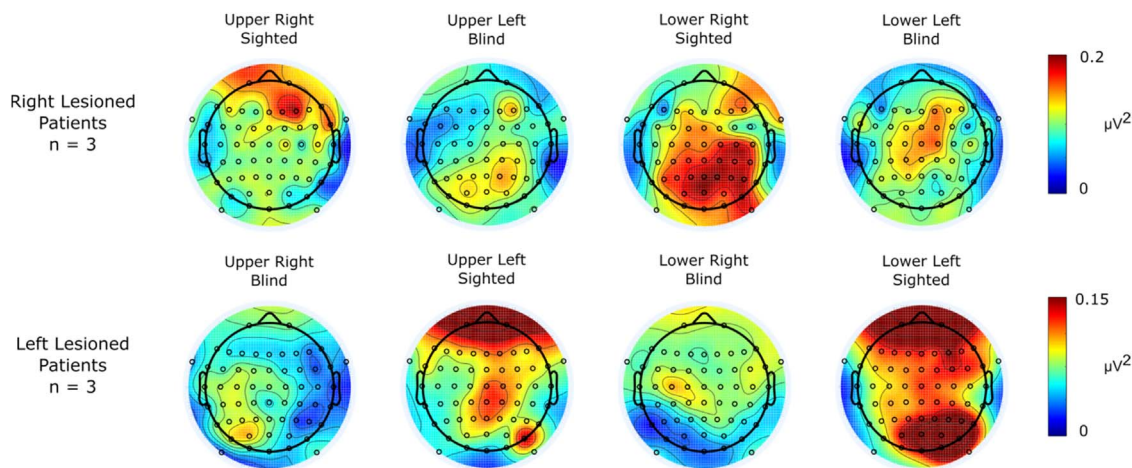 Upper Right
Sighted
Upper Left
Blind
Lower Right
Sighted
Lower Left
Blind
Right Lesioned
Patients
n = 3
0.2
µV²
0
Upper Right
Blind
Upper Left
Sighted
Lower Right
Blind
Lower Left
Sighted
Left Lesioned
Patients
n = 3
0.15
µV²
0